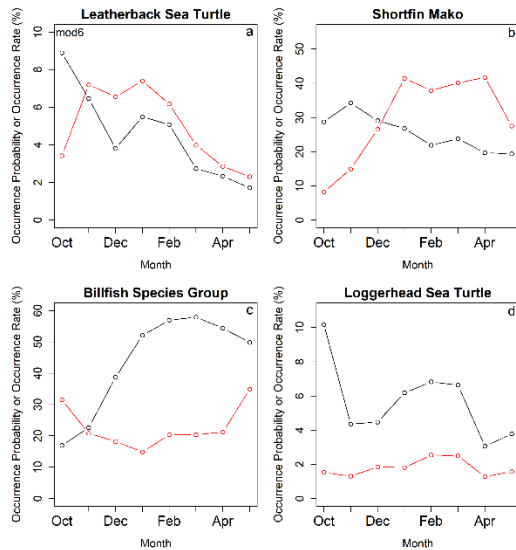 Leatherback Sea Turtle
Occurrence Probability or Occurrence Rate (%)
mod6
a
0 2 4 6 8 10
Oct Dec Feb Apr
Month
Shortfin Mako
Occurrence Probability or Occurrence Rate (%)
b
0 10 20 30 40 50
Oct Dec Feb Apr
Month
Billfish Species Group
Occurrence Probability or Occurrence Rate (%)
c
0 10 20 30 40 50 60
Oct Dec Feb Apr
Month
Loggerhead Sea Turtle
Occurrence Probability or Occurrence Rate (%)
d
0 2 4 6 8 10
Oct Dec Feb Apr
Month